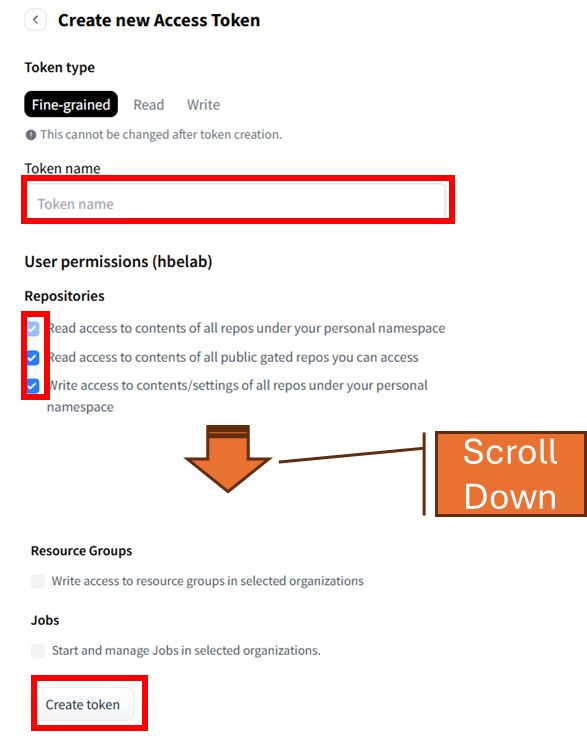 Create new Access Token
Token type
Fine-grained Read Write
This cannot be changed after token creation.
Token name
Token name
User permissions (hbelab)
Repositories
Read access to contents of all repos under your personal namespace
Read access to contents of all public gated repos you can access
Write access to contents/settings of all repos under your personal
namespace
Scroll
Down
Resource Groups
Write access to resource groups in selected organizations
Jobs
Start and manage Jobs in selected organizations.
Create token